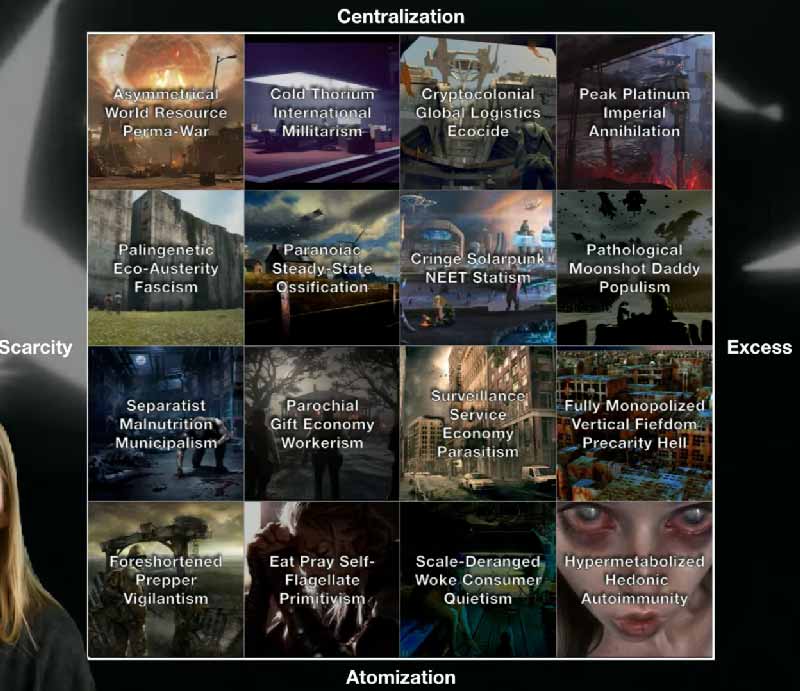 Centralization
Asymmetrical
World Resource
Perma-War
Cold Thorium
International
Millitarism
Cryptocolonial
Global Logistics
Ecocide
Peak Platinum
Imperial
Annihilation
Palingenetic
Eco-Austerity
Fascism
Paranoiac
Steady-State
Ossification
Cringe Solarpunk
NEET Statism
Pathological
Moonshot Daddy
Populism
Scarcity
Excess
Separatist
Malnutrition
Municipalism
Parochial
Gift Economy
Workerism
Surveillance
Service
Economy
Parasitism
Fully Monopolized
Vertical Fiefdom
Precarity Hell
Foreshortened
Prepper
Vigilantism
Eat Pray Self-
Flagellate
Primitivism
Scale-Deranged
Woke Consumer
Quietism
Hypermetabolized
Hedonic
Autoimmunity
Atomization